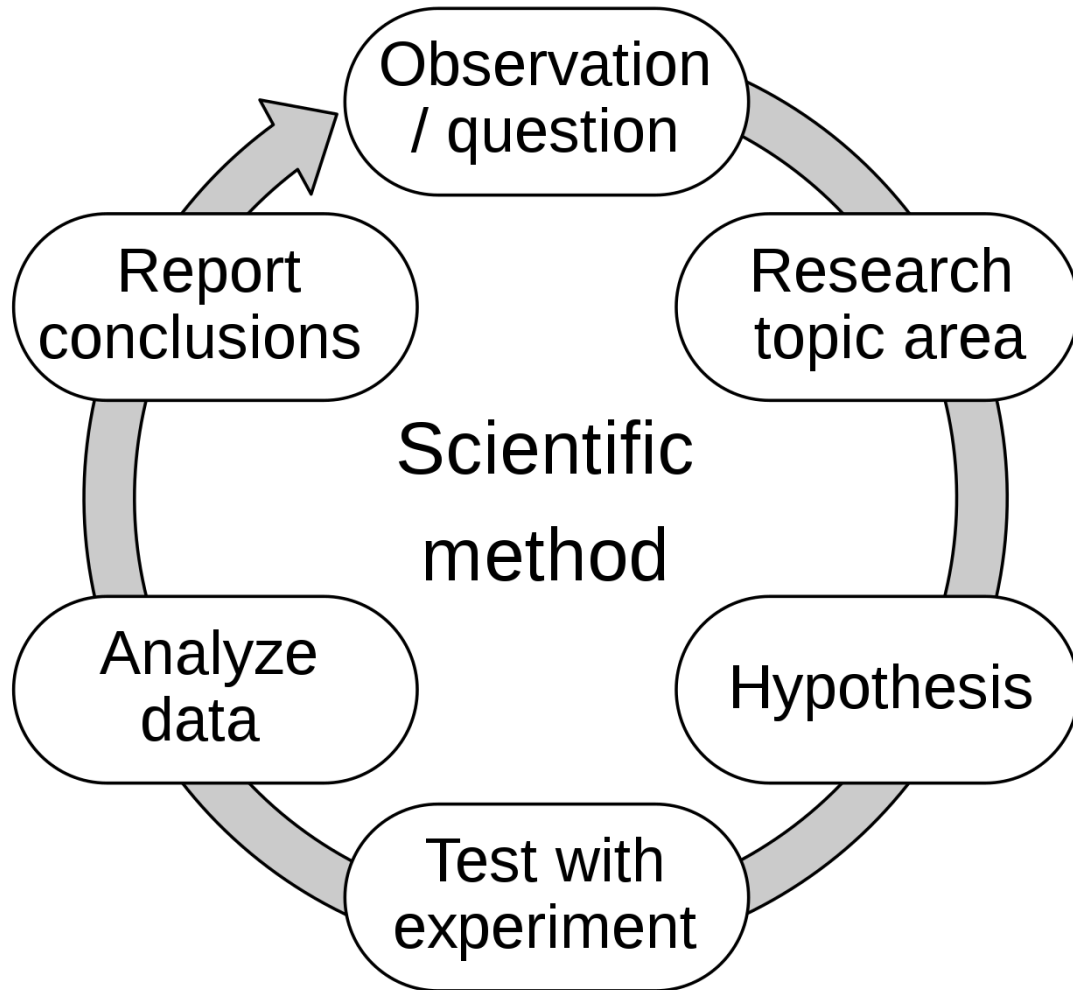 Observation
/ question
Research
topic area
Hypothesis
Test with
experiment
Analyze
data
Report
conclusions
Scientific
method